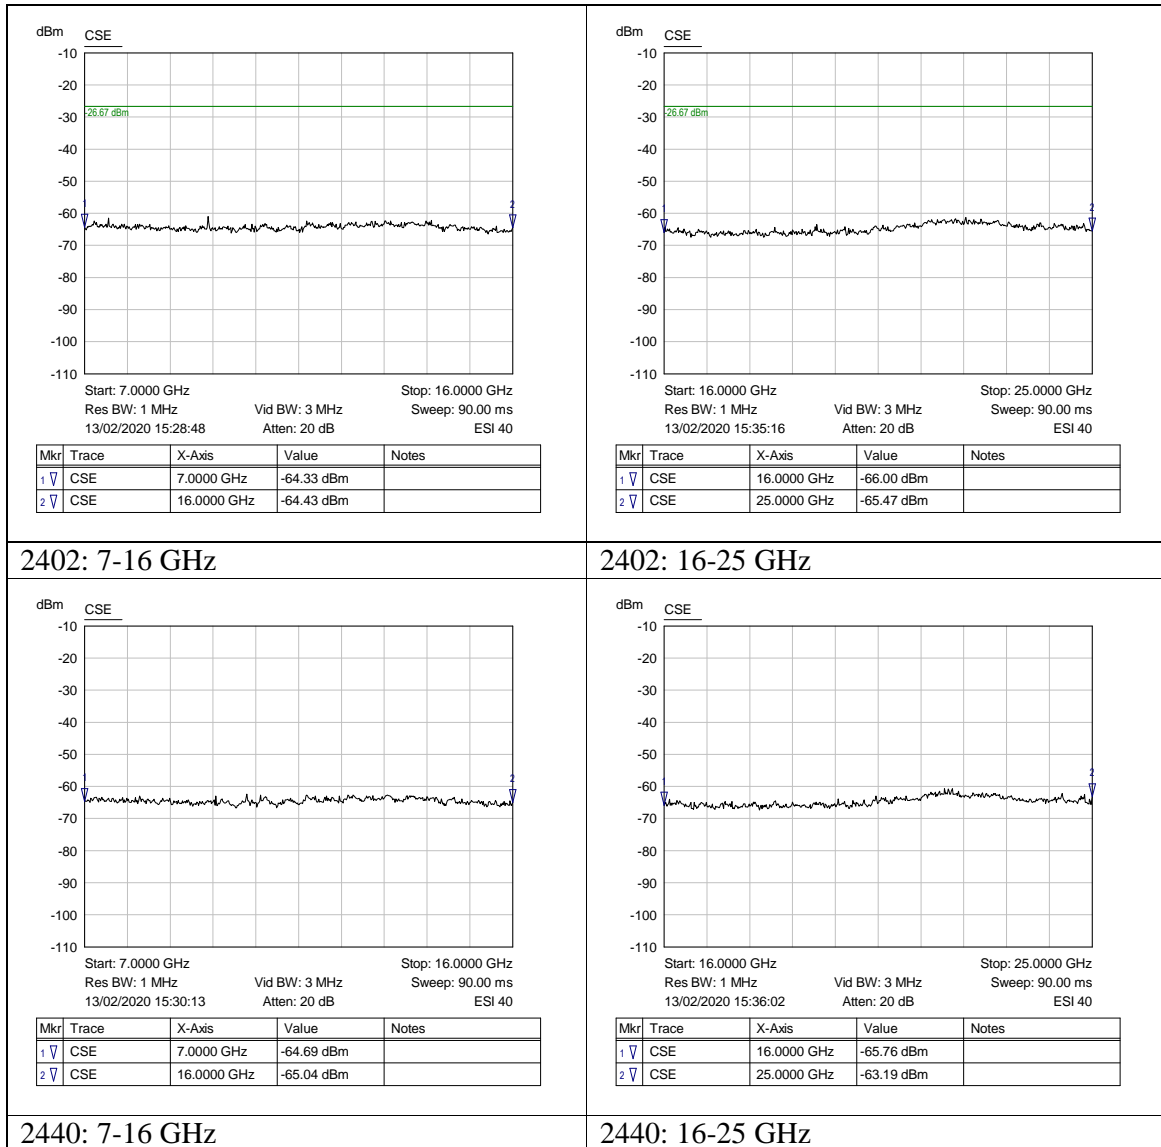 dBm CSE
-10
-20
-26.67 dBm
-30
-40
-50
-60
-70
-80
-90
-100
-110
1
2
Start: 7.0000 GHz Stop: 16.0000 GHz
Res BW: 1 MHz Vid BW: 3 MHz Sweep: 90.00 ms
13/02/2020 15:28:48 Atten: 20 dB ESI 40
Mkr Trace X-Axis Value Notes
1 CSE 7.0000 GHz -64.33 dBm
2 CSE 16.0000 GHz -64.43 dBm
2402: 7-16 GHz
dBm CSE
-10
-20
-26.67 dBm
-30
-40
-50
-60
-70
-80
-90
-100
-110
1
2
Start: 16.0000 GHz Stop: 25.0000 GHz
Res BW: 1 MHz Vid BW: 3 MHz Sweep: 90.00 ms
13/02/2020 15:35:16 Atten: 20 dB ESI 40
Mkr Trace X-Axis Value Notes
1 CSE 16.0000 GHz -66.00 dBm
2 CSE 25.0000 GHz -65.47 dBm
2402: 16-25 GHz
dBm CSE
-10
-20
-30
-40
-50
-60
-70
-80
-90
-100
-110
1
2
Start: 7.0000 GHz Stop: 16.0000 GHz
Res BW: 1 MHz Vid BW: 3 MHz Sweep: 90.00 ms
13/02/2020 15:30:13 Atten: 20 dB ESI 40
Mkr Trace X-Axis Value Notes
1 CSE 7.0000 GHz -64.69 dBm
2 CSE 16.0000 GHz -65.04 dBm
2440: 7-16 GHz
dBm CSE
-10
-20
-30
-40
-50
-60
-70
-80
-90
-100
-110
1
2
Start: 16.0000 GHz Stop: 25.0000 GHz
Res BW: 1 MHz Vid BW: 3 MHz Sweep: 90.00 ms
13/02/2020 15:36:02 Atten: 20 dB ESI 40
Mkr Trace X-Axis Value Notes
1 CSE 16.0000 GHz -65.76 dBm
2 CSE 25.0000 GHz -63.19 dBm
2440: 16-25 GHz